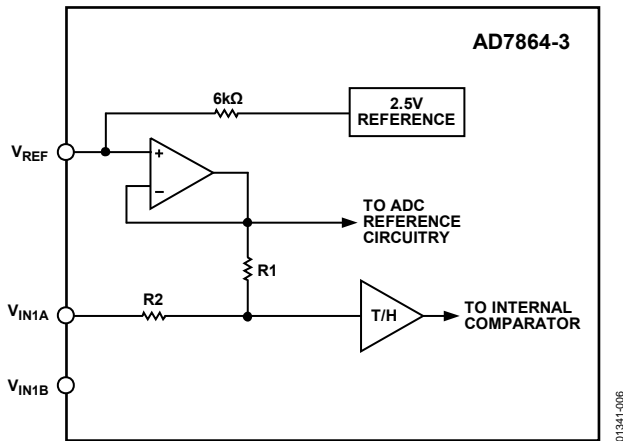 AD7864-3
6kΩ
2.5V
REFERENCE
VREF
+
–
TO ADC
REFERENCE
CIRCUITRY
R1
VIN1A
R2
T/H
TO INTERNAL
COMPARATOR
VIN1B
01341-006